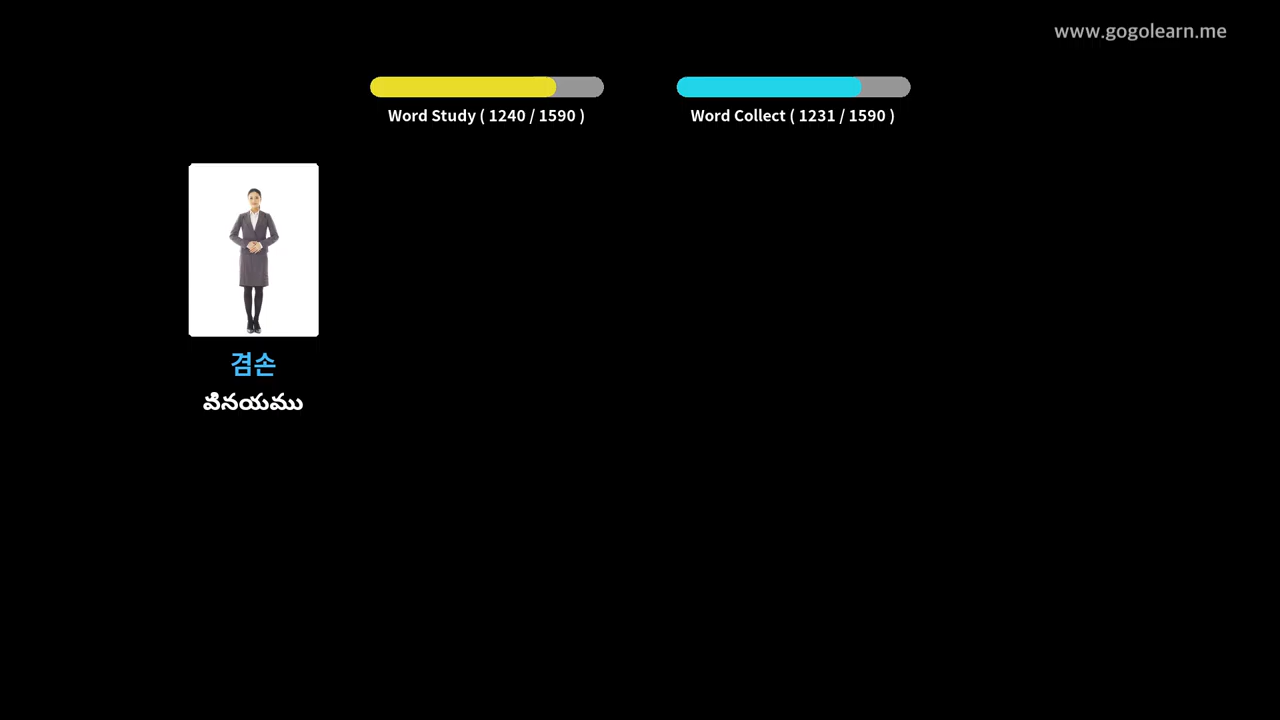 www.gogolearn.me
Word Study ( 1240 / 1590 )
Word Collect ( 1231 / 1590 )
겸손
వినయము